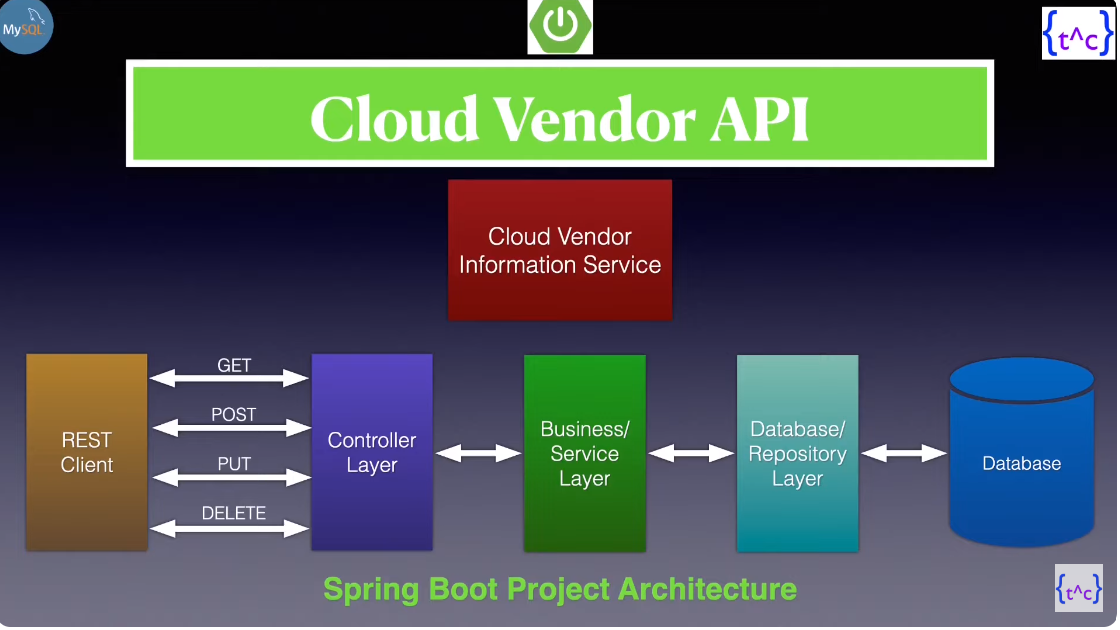 MySQL
{t^c}
Cloud Vendor API
Cloud Vendor
Information Service
REST
Client
GET
POST
PUT
DELETE
Controller
Layer
Business/
Service
Layer
Database/
Repository
Layer
Database
Spring Boot Project Architecture
{t^c}